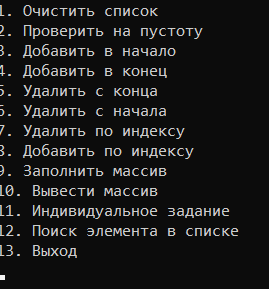 1. Очистить список
2. Проверить на пустоту
3. Добавить в начало
4. Добавить в конец
5. Удалить с конца
6. Удалить с начала
7. Удалить по индексу
8. Добавить по индексу
9. Заполнить массив
10. Вывести массив
11. Индивидуальное задание
12. Поиск элемента в списке
13. Выход